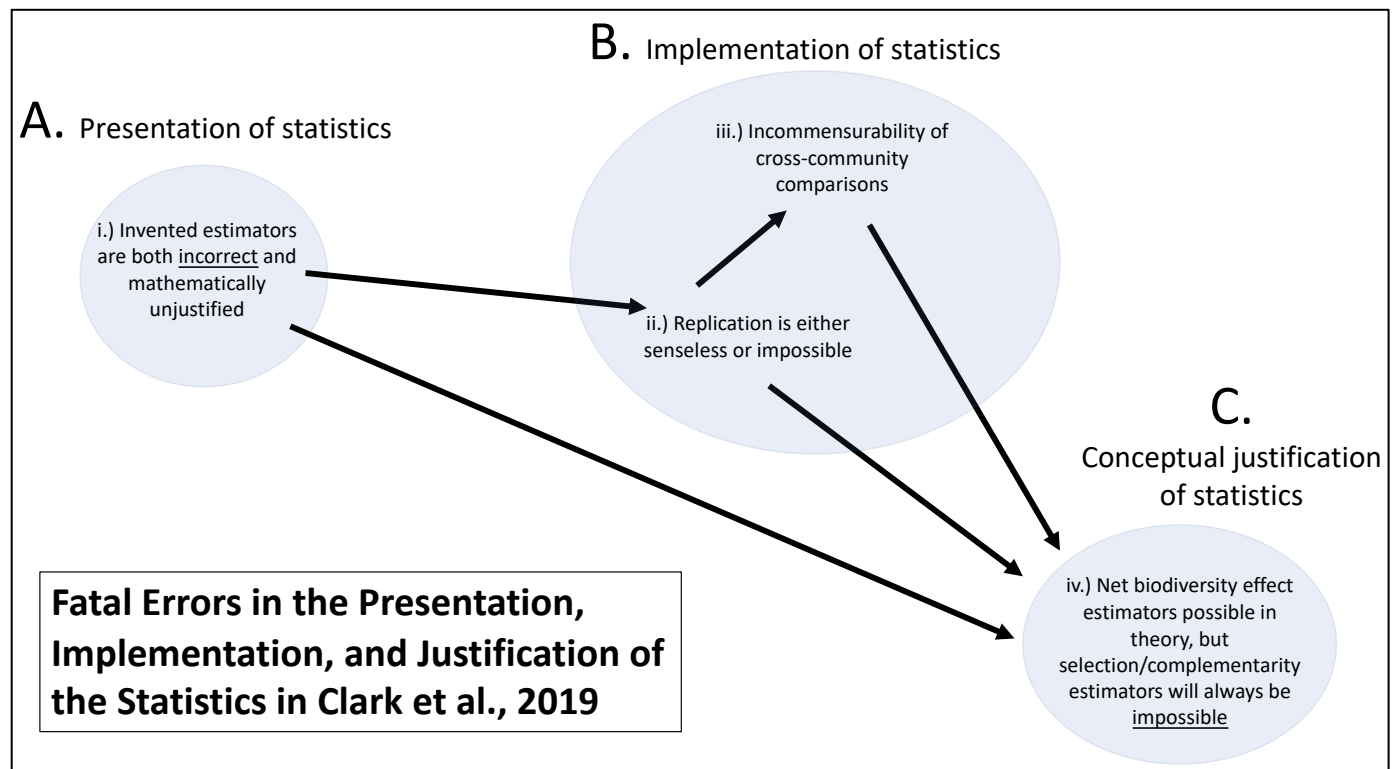 A. Presentation of statistics
i.) Invented estimators
are both incorrect and
mathematically
unjustified
B. Implementation of statistics
iii.) Incommensurability of
cross-community
comparisons
ii.) Replication is either
senseless or impossible
C.
Conceptual justification
of statistics
iv.) Net biodiversity effect
estimators possible in
theory, but
selection/complementarity
estimators will always be
impossible
Fatal Errors in the Presentation,
Implementation, and Justification of
the Statistics in Clark et al., 2019